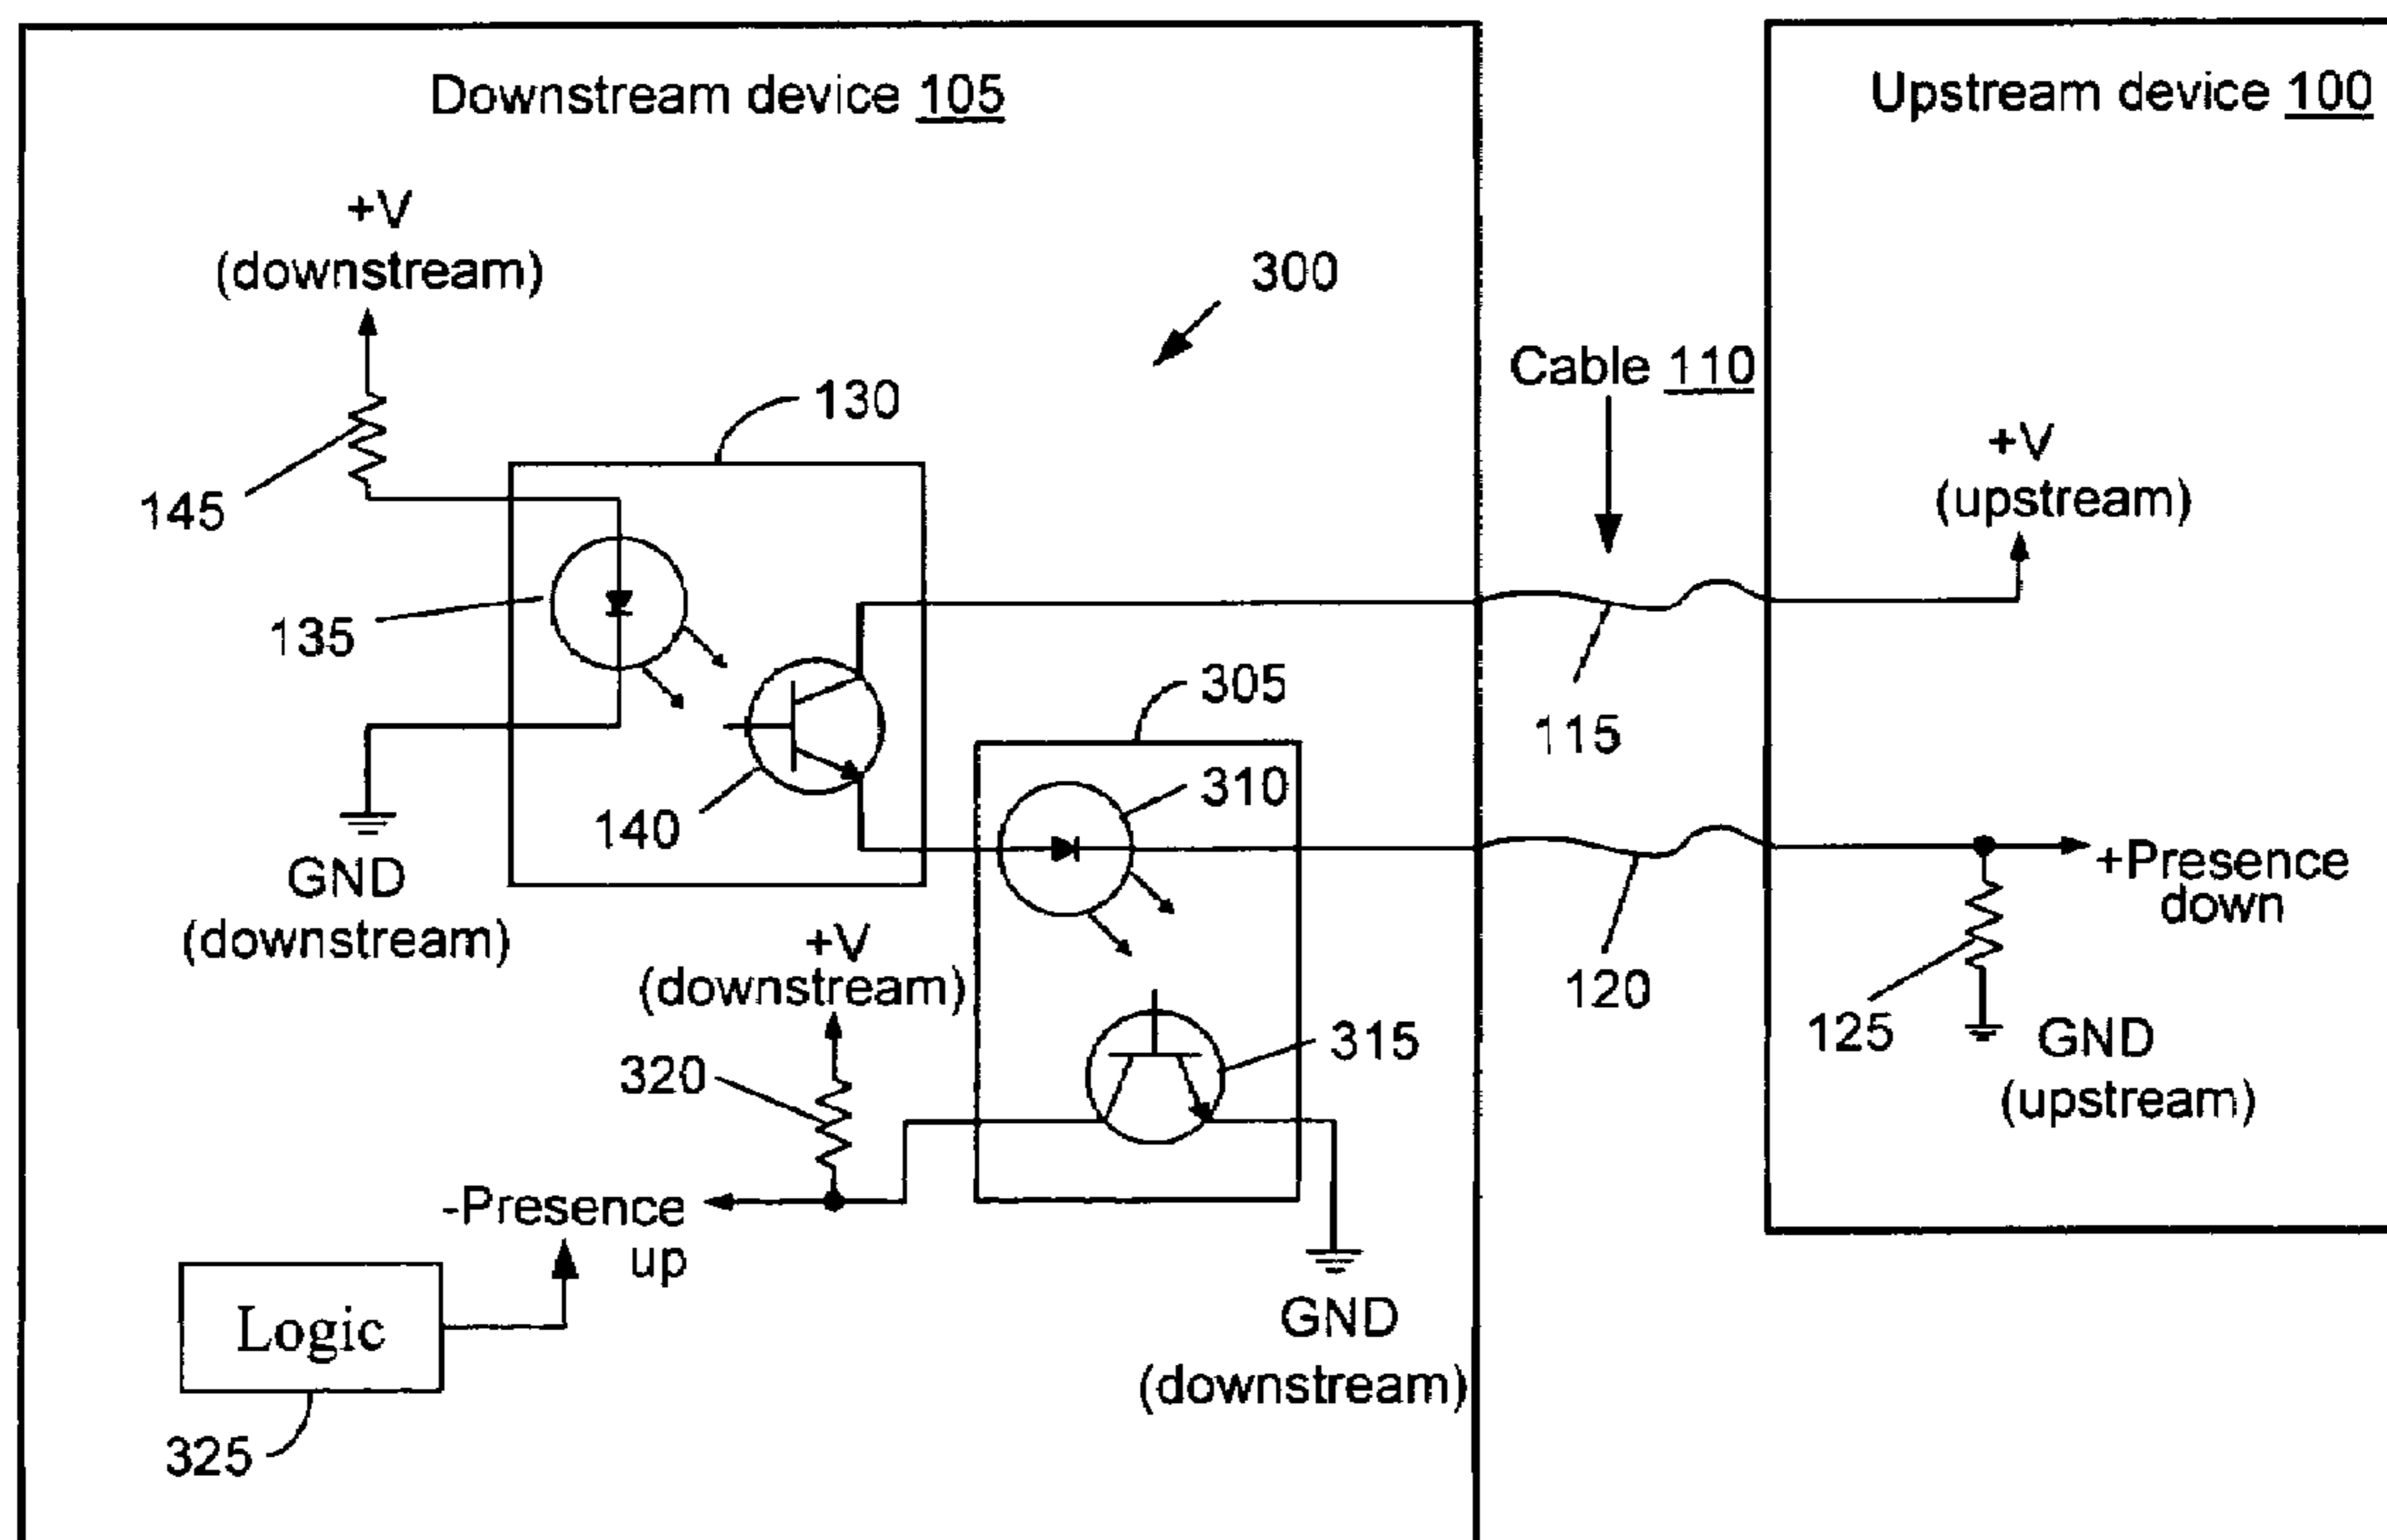 Downstream device 105
Upstream device 100
+V
(downstream)
300
Cable 110
130
+V
(upstream)
145
135
305
115
310
140
+Presence
down
GND
(downstream)
+V
(downstream)
120
125
GND
(upstream)
315
320
-Presence
up
Logic
GND
(downstream)
325